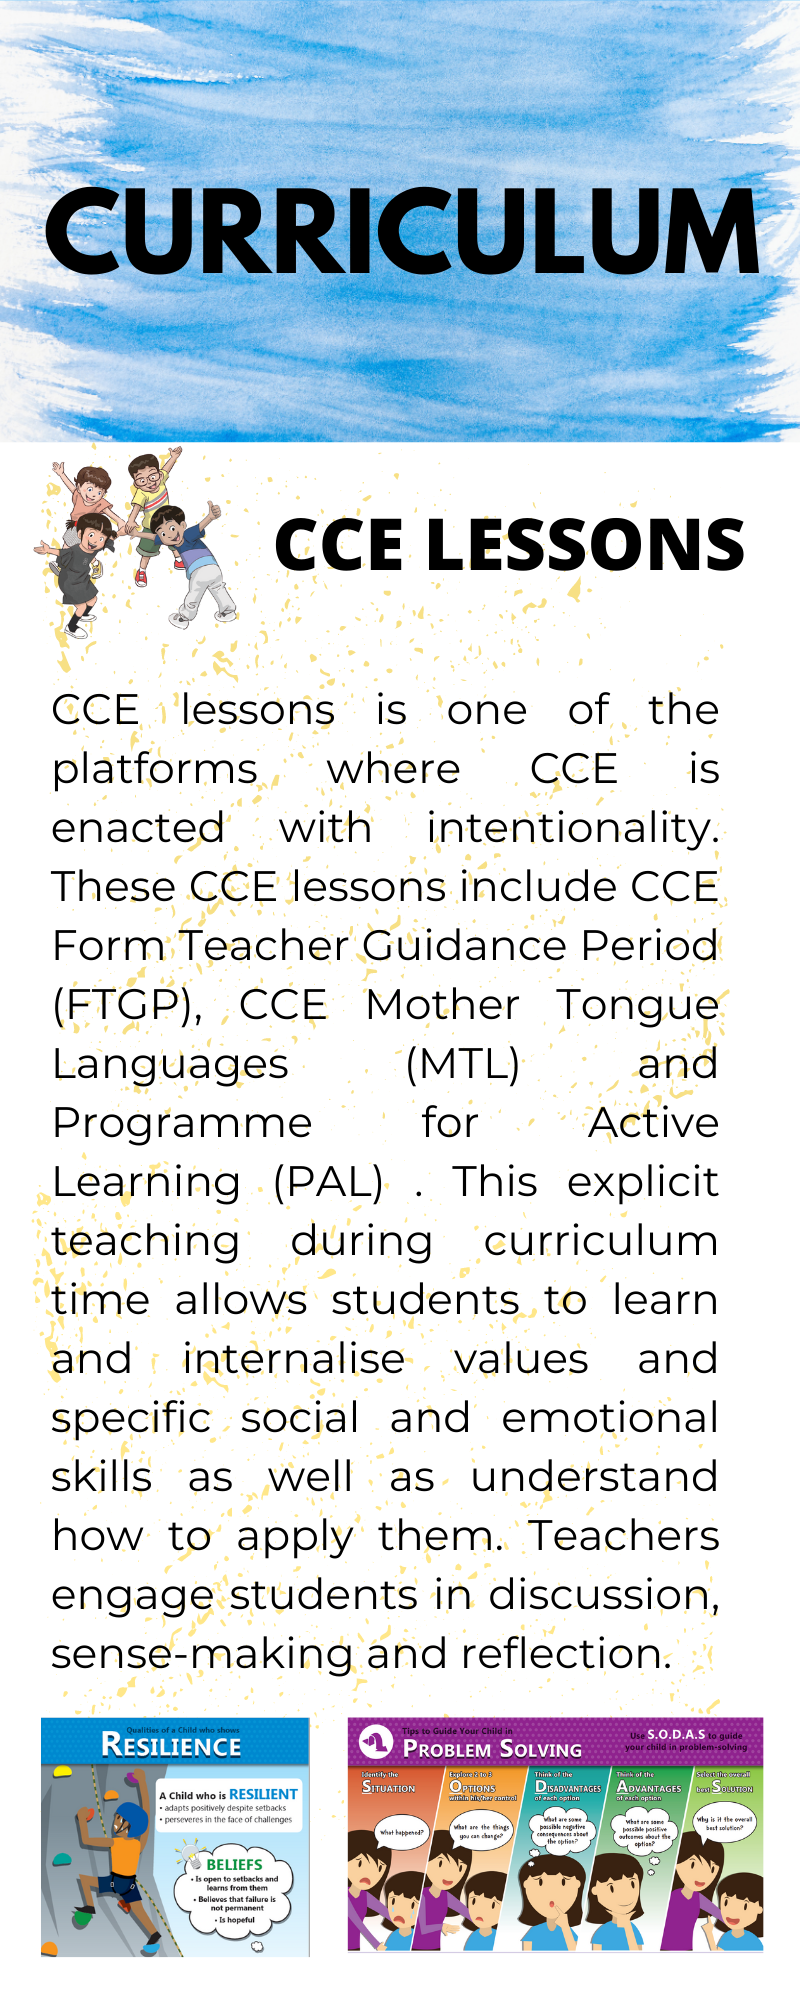 CURRICULUM
CCE LESSONS
CCE lessons is one of the
platforms where CCE is
enacted with intentionality.
These CCE lessons include CCE
Form Teacher Guidance Period
(FTGP), CCE Mother Tongue
Languages (MTL) and
Programme for Active
Learning (PAL) . This explicit
teaching during curriculum
time allows students to learn
and internalise values and
specific social and emotional
skills as well as understand
how to apply them. Teachers
engage students in discussion,
sense-making and reflection.
Qualities of a Child who shows
RESILIENCE
A Child who is RESILIENT
• adapts positively despite setbacks
• perseveres in the face of challenges
BELIEFS
• Is open to setbacks and
learns from them
• Believes that failure is
not permanent
• Is hopeful
Tips to Guide Your Child in
PROBLEM SOLVING
Use S.O.D.A.S to guide
your child in problem-solving
Identify the
SITUATION
What happened?
Explore 2 to 3
OPTIONS
within his/her control
What are the things
you can change?
Think of the
DISADVANTAGES
of each option
What are some
possible negative
consequences about
the option?
Think of the
ADVANTAGES
of each option
What are some
possible positive
outcomes about the
option?
Select the overall
best SOLUTION
Why is it the overall
best solution?